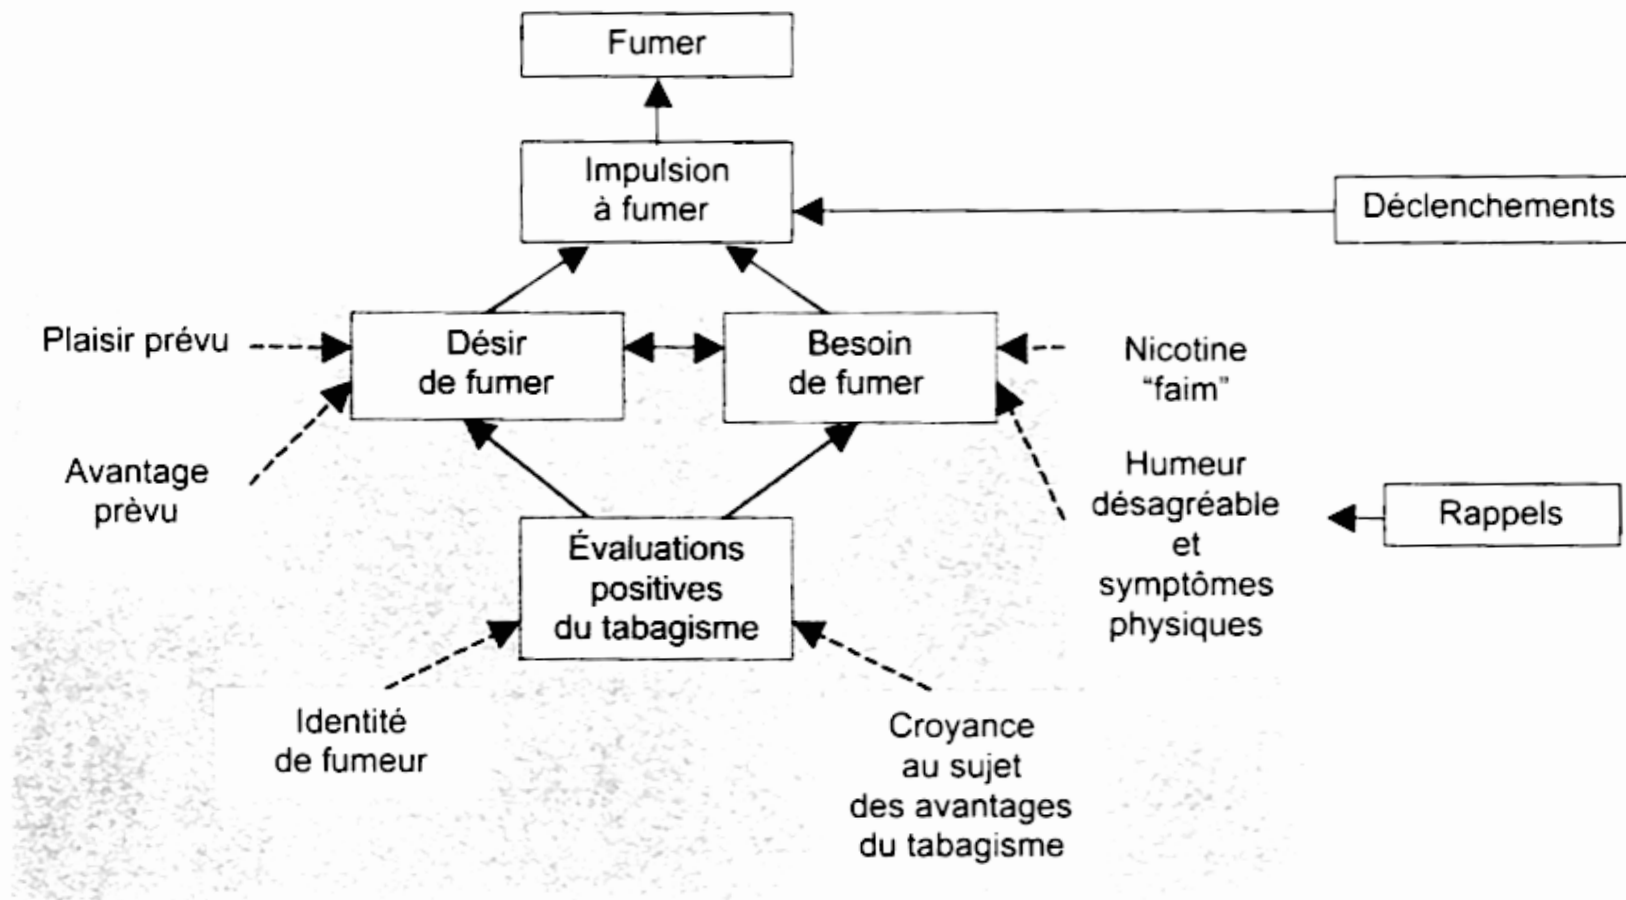 Fumer
Impulsion
à fumer
Déclenchements
Plaisir prévu
Désir
de fumer
Besoin
de fumer
Nicotine
“faim”
Avantage
prèvu
Humeur
désagréable
et
symptômes
physiques
Rappels
Évaluations
positives
du tabagisme
Identité
de fumeur
Croyance
au sujet
des avantages
du tabagisme